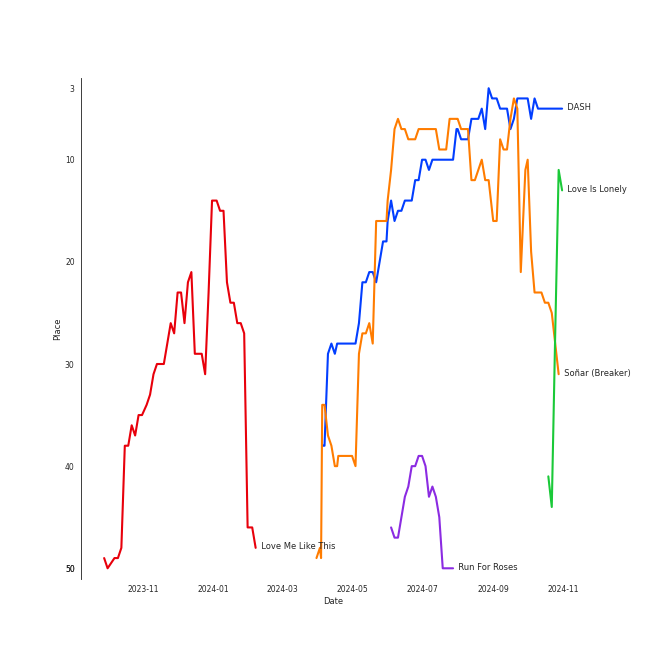 3
DASH
10
Love Is Lonely
20
Place
30
Soñar (Breaker)
40
Love Me Like This
50
Run For Roses
2023-11
2024-01
2024-03
2024-05
2024-07
2024-09
2024-11
Date